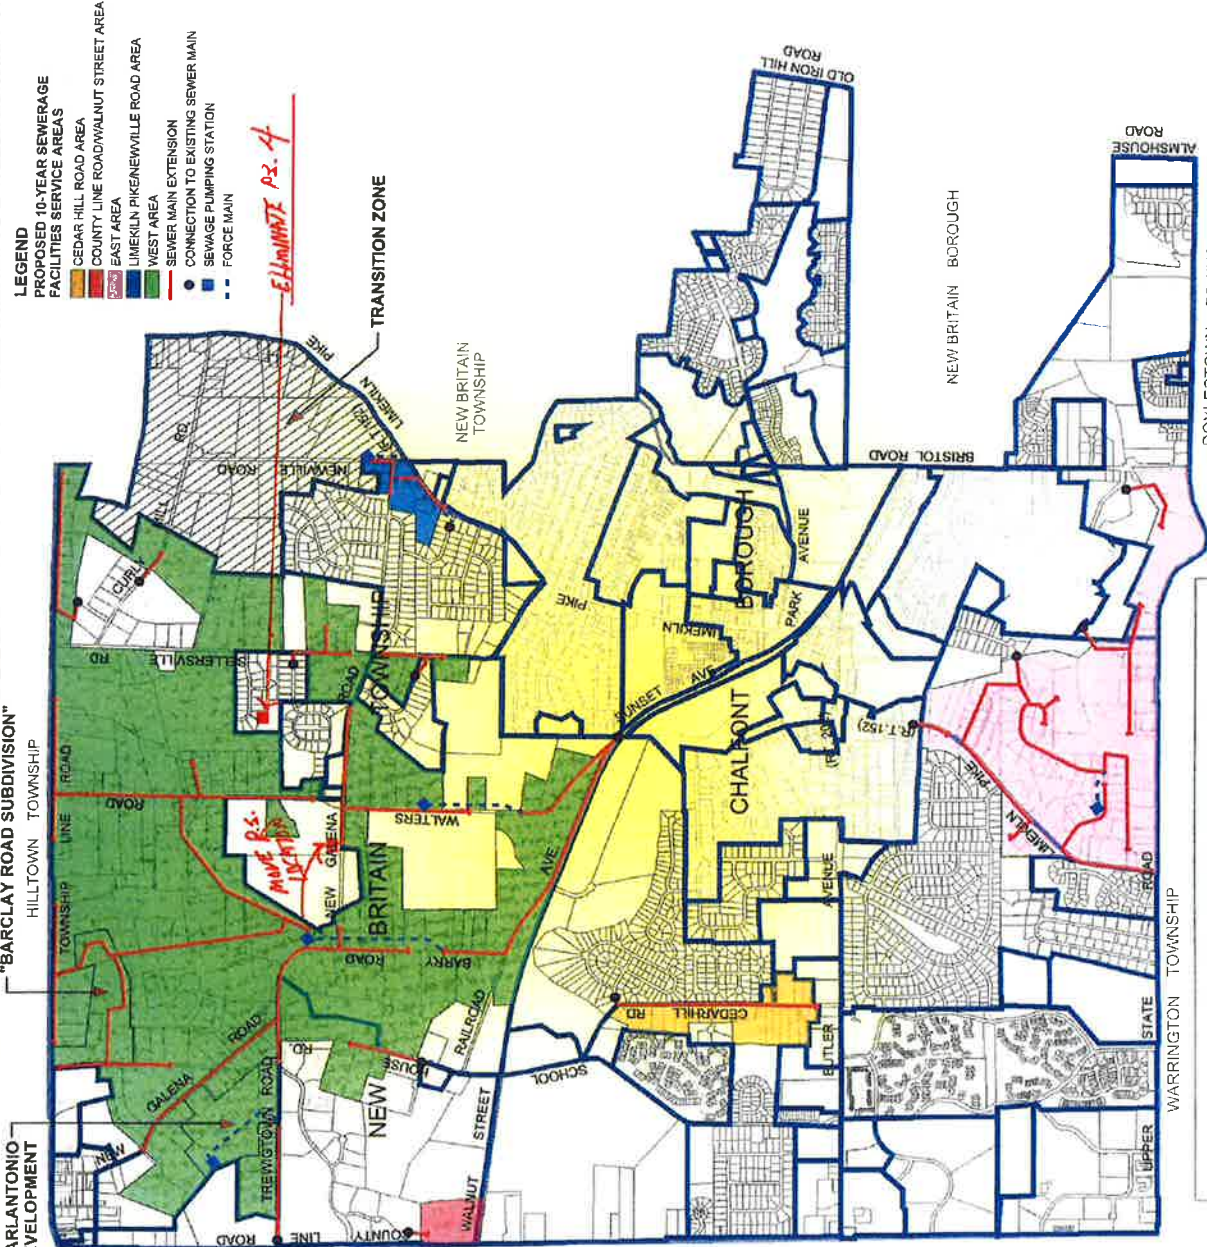 "BARCLAY ROAD SUBDIVISION"
HILLTOWN TOWNSHIP
LEGEND
PROPOSED 10-YEAR SEWERAGE
FACILITIES SERVICE AREAS
CEDAR HILL ROAD AREA
COUNTY LINE ROAD/WALNUT STREET AREA
EAST AREA
LIMEKILN PIKE/NEWVILLE ROAD AREA
WEST AREA
SEWER MAIN EXTENSION
CONNECTION TO EXISTING SEWER MAIN
SEWAGE PUMPING STATION
FORCE MAIN
ELIMINATE P.S. 4
TRANSITION ZONE
NEW BRITAIN
TOWNSHIP
OLD IRON HILL
ROAD
ALMSHOUSE
ROAD
NEW BRITAIN BOROUGH
BRISTOL ROAD
LIMEKILN
PIKE
NEWVILLE ROAD
HILL RD.
CURLY
SELLERSVILLE RD
TOWNSHIP LINE ROAD
ROAD
WALTERS
MOVE P.S.
LOCATION
NEW GALENA
ROAD
NEW BRITAIN TOWNSHIP
BARRY ROAD
NEW GALENA ROAD
TREWIGTOWN ROAD
ARLANTONIO
EVELOPMENT
COUNTY LINE ROAD
WALNUT STREET
RAILROAD AVE.
SCHOOL HOUSE RD
CEDARHILL RD
BUTLER AVENUE
SUNSET AVE
PIKE
LIMEKILN
PARK AVENUE
CHALFONT BOROUGH
(R.T.152)
LIMEKILN PIKE
UPPER STATE ROAD
WARRINGTON TOWNSHIP